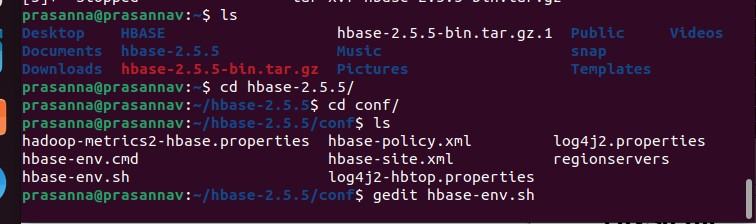 prasanna@prasannav:~$ ls
Desktop HBASE hbase-2.5.5-bin.tar.gz.1 Public Videos
Documents hbase-2.5.5 Music snap
Downloads hbase-2.5.5-bin.tar.gz Pictures Templates
prasanna@prasannav:~$ cd hbase-2.5.5/
prasanna@prasannav:~/hbase-2.5.5$ cd conf/
prasanna@prasannav:~/hbase-2.5.5/conf$ ls
hadoop-metrics2-hbase.properties hbase-policy.xml log4j2.properties
hbase-env.cmd hbase-site.xml regionservers
hbase-env.sh log4j2-hbtop.properties
prasanna@prasannav:~/hbase-2.5.5/conf$ gedit hbase-env.sh